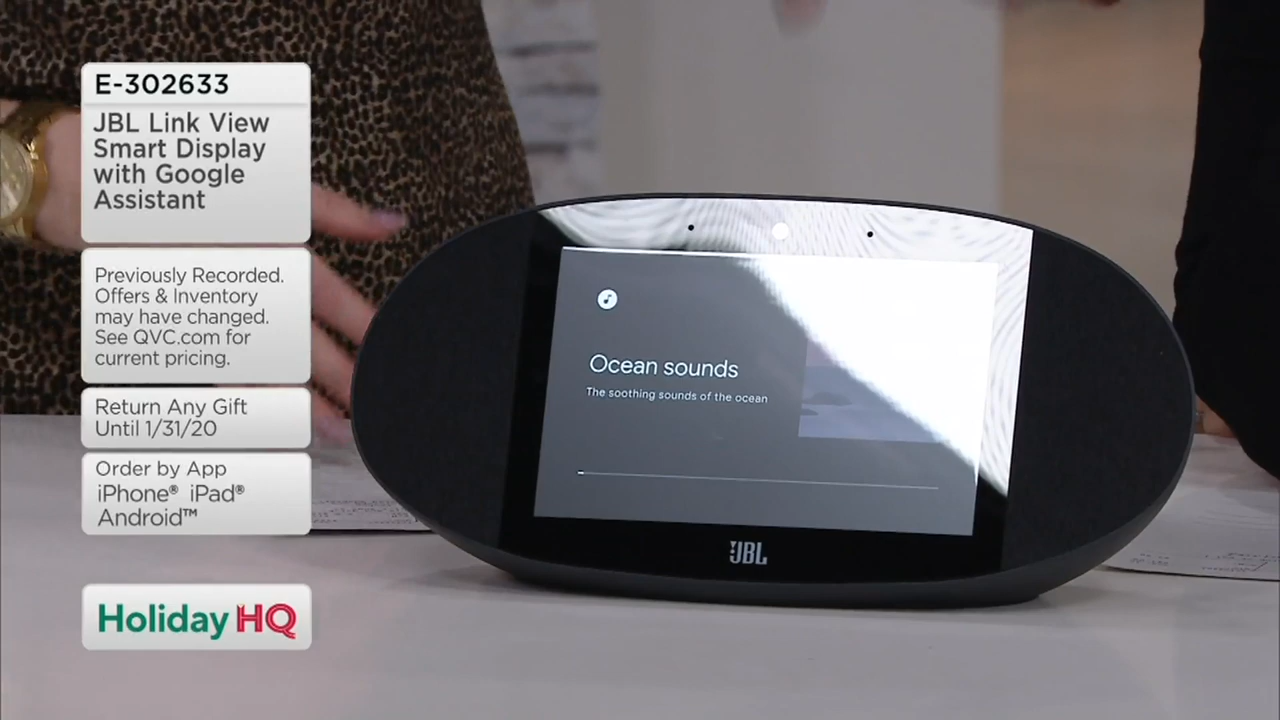 E-302633
JBL Link View
Smart Display
with Google
Assistant
Previously Recorded.
Offers & Inventory
may have changed.
See QVC.com for
current pricing.
Return Any Gift
Until 1/31/20
Order by App
iPhone® iPad®
Android™
Holiday HQ
Ocean sounds
The soothing sounds of the ocean
JBL